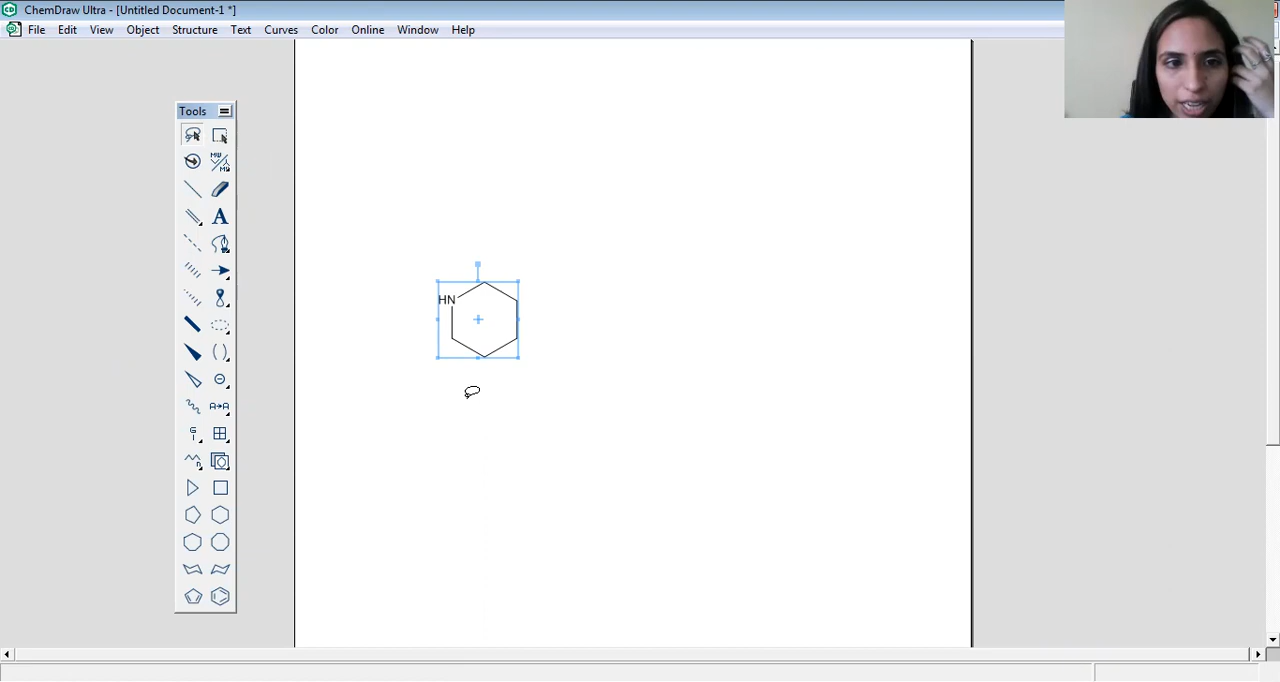 ChemDraw Ultra - [Untitled Document-1 *]
File Edit View Object Structure Text Curves Color Online Window Help
Tools
A
HN